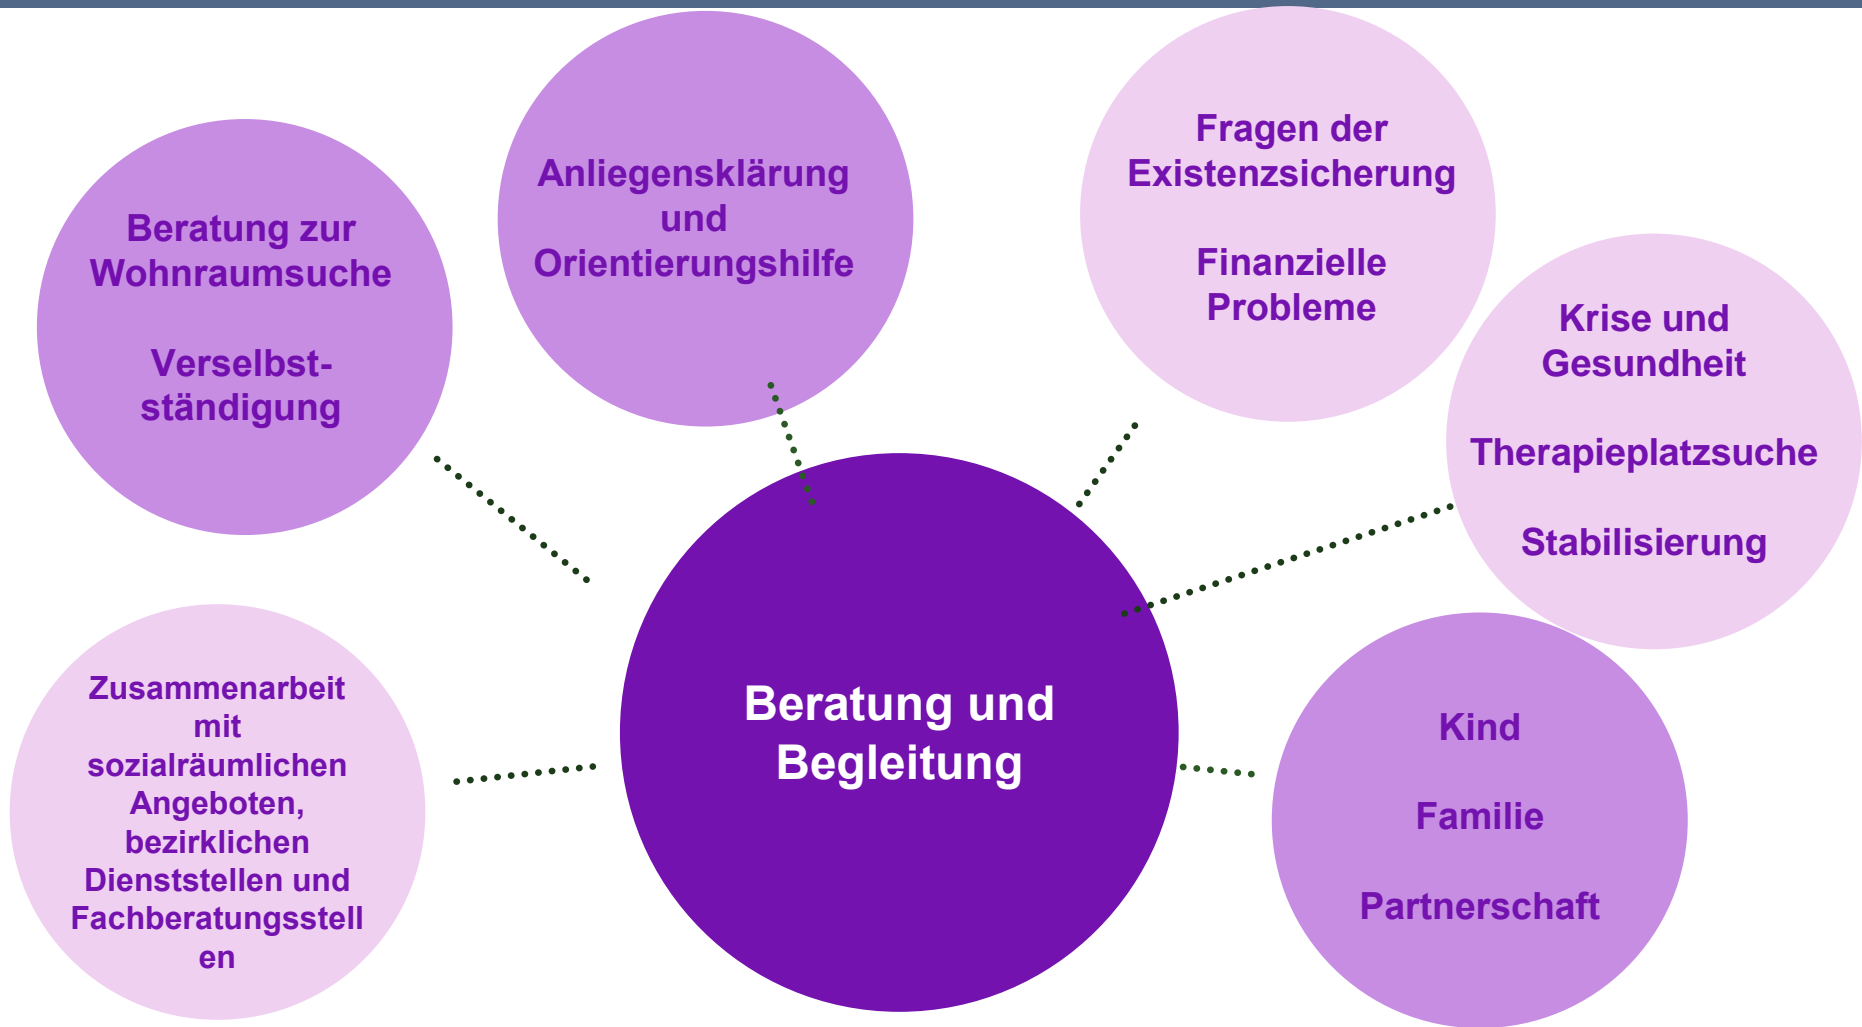 Beratung zur
Wohnraumsuche
Verselbst-
ständigung
Anliegensklärung
und
Orientierungshilfe
Fragen der
Existenzsicherung
Finanzielle
Probleme
Krise und
Gesundheit
Therapieplatzsuche
Stabilisierung
Zusammenarbeit
mit
sozialräumlichen
Angeboten,
bezirklichen
Dienststellen und
Fachberatungsstell
en
Beratung und
Begleitung
Kind
Familie
Partnerschaft